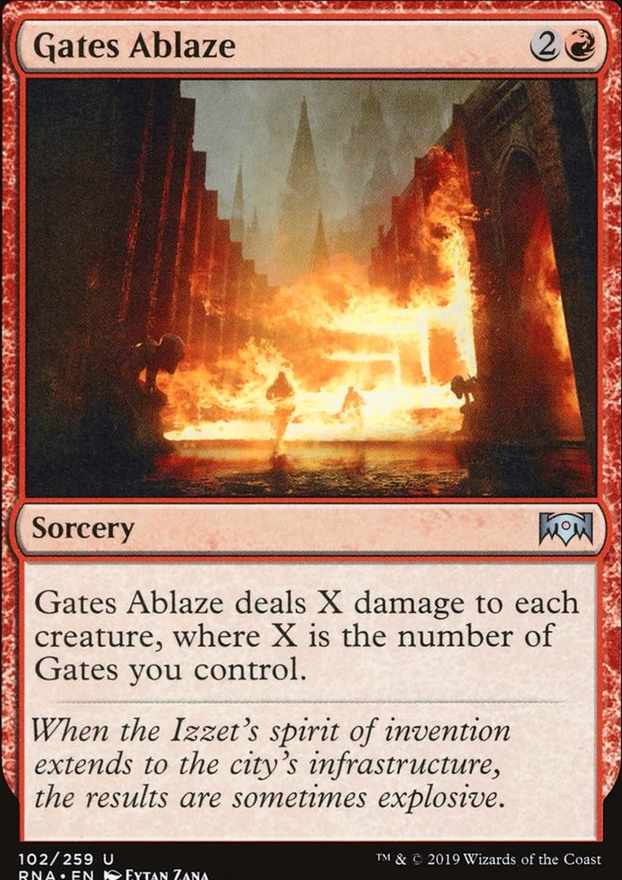 Gates Ablaze 2
Sorcery
Gates Ablaze deals X damage to each
creature, where X is the number of
Gates you control.
When the Izzet's spirit of invention
extends to the city's infrastructure,
the results are sometimes explosive.
102/259 U
RNA • EN Eytan Zana
™ & © 2019 Wizards of the Coast